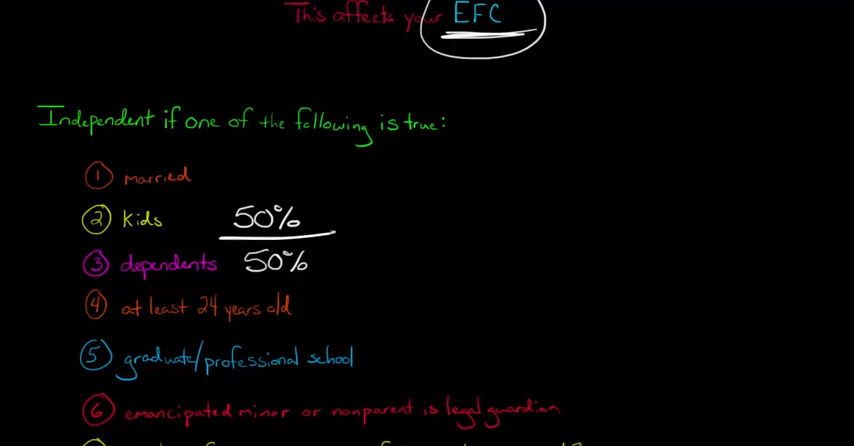 This affects your EFC
Independent if one of the following is true:
① married
② kids 50%
③ dependents 50%
④ at least 24 years old
⑤ graduate/professional school
⑥ emancipated minor or nonparent is legal guardian